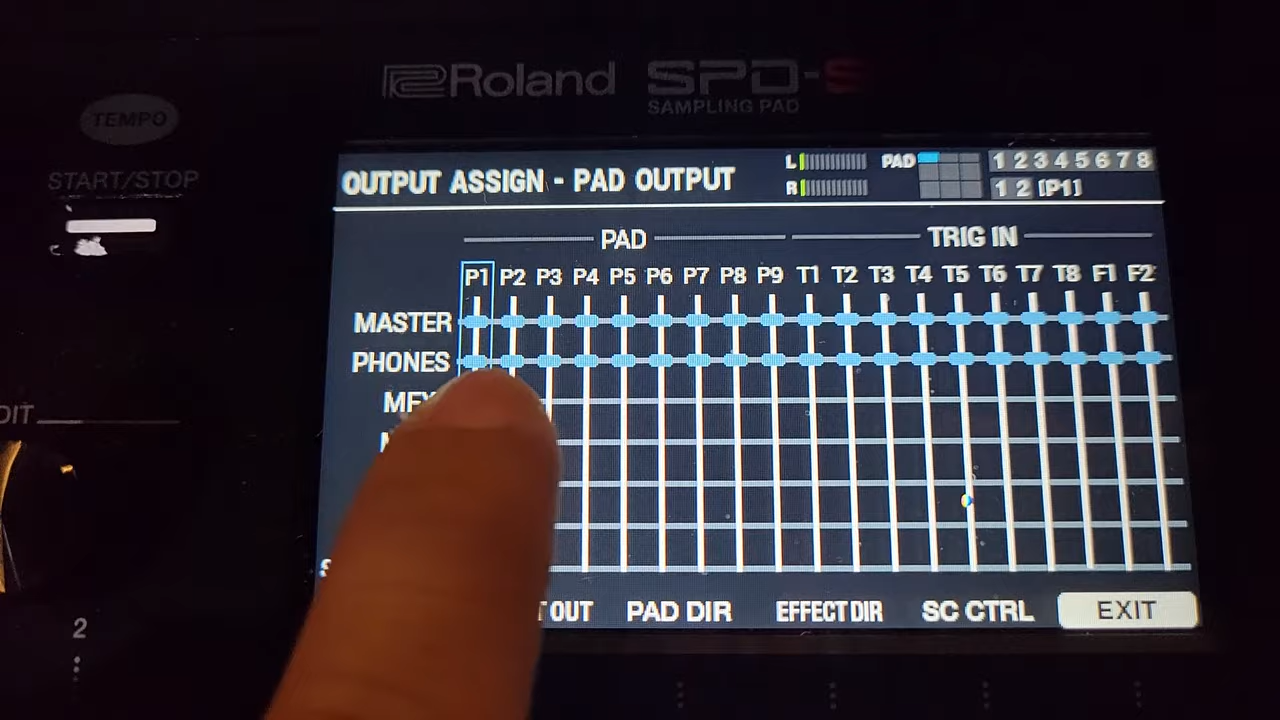 Roland SPD-S
SAMPLING PAD
TEMPO
START/STOP
OUTPUT ASSIGN - PAD OUTPUT
L
R
PAD
1 2 3 4 5 6 7 8
1 2 [P1]
PAD
TRIG IN
P1 P2 P3 P4 P5 P6 P7 P8 P9 T1 T2 T3 T4 T5 T6 T7 T8 F1 F2
MASTER
PHONES
OUT PAD DIR EFFECT DIR SC CTRL EXIT
2